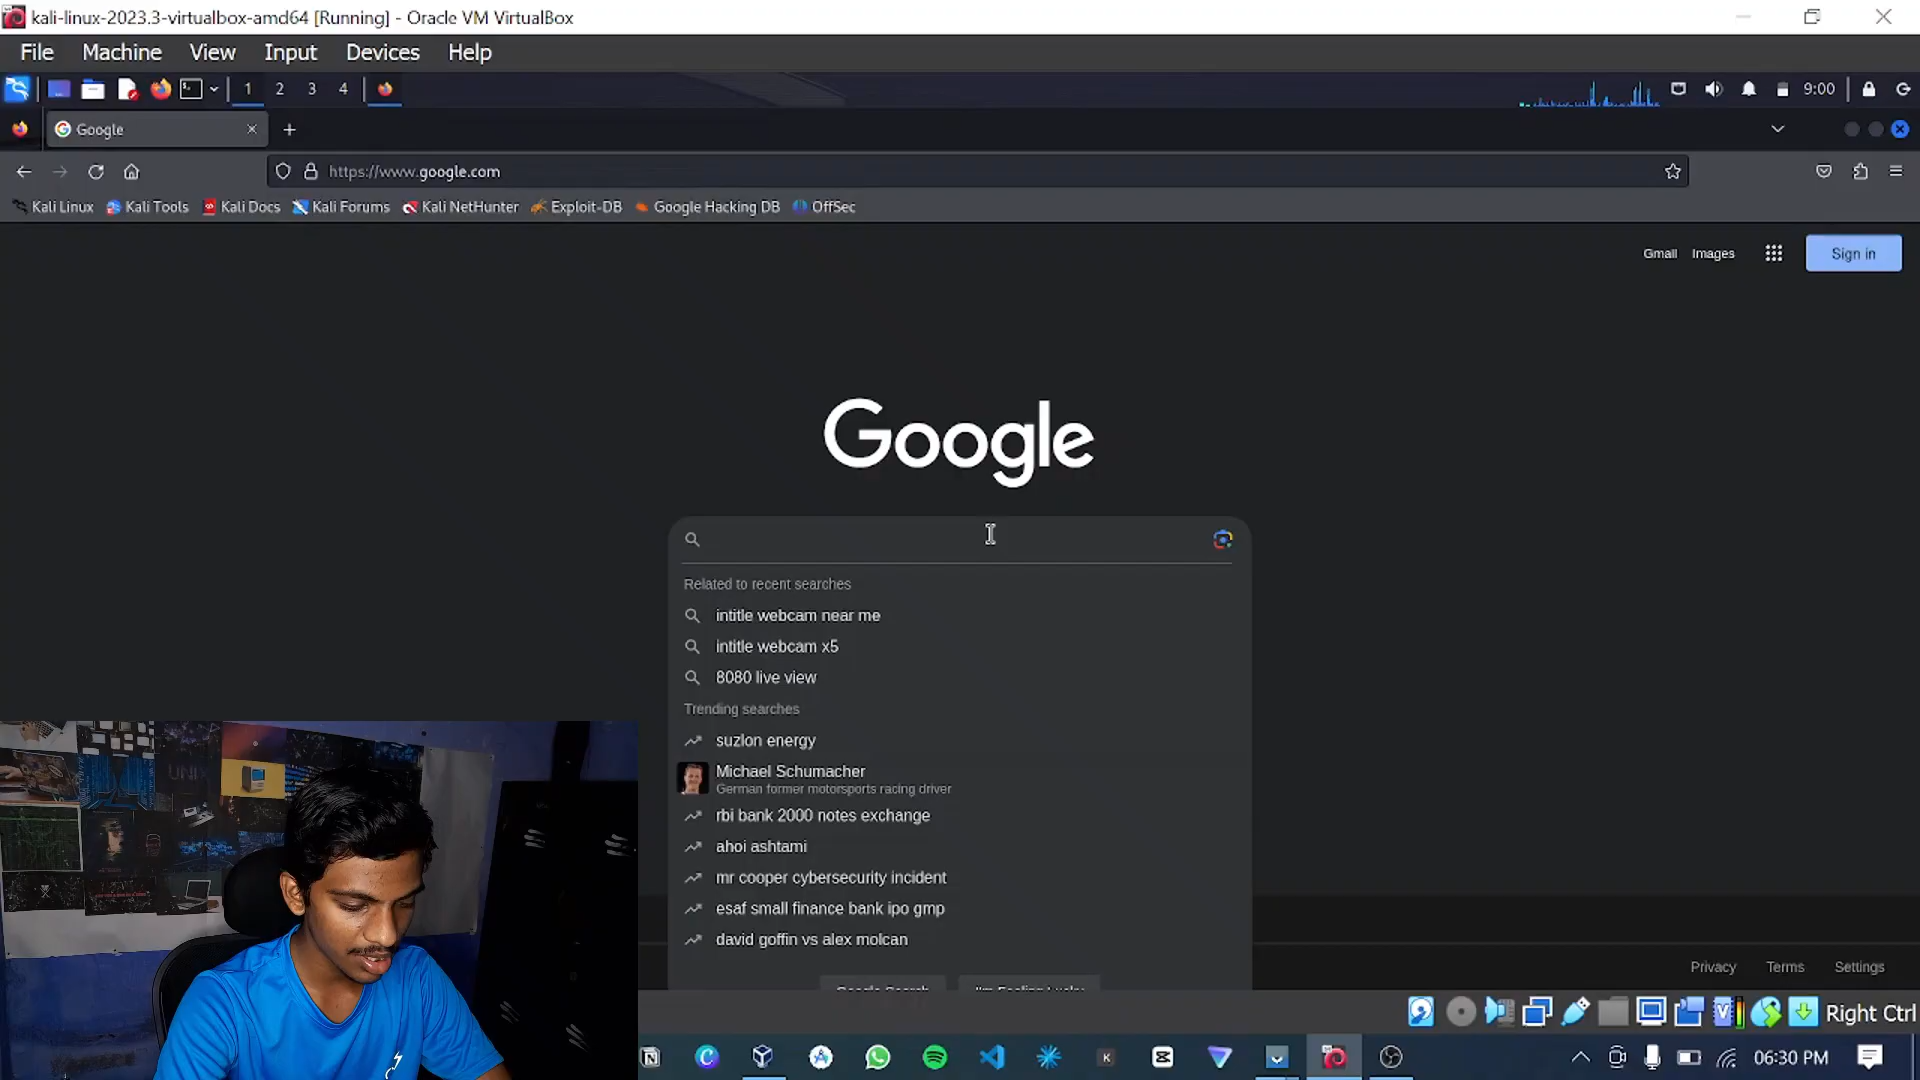 kali-linux-2023.3-virtualbox-amd64 [Running] - Oracle VM VirtualBox
File Machine View Input Devices Help
1 2 3 4 9:00
Google
https://www.google.com
Kali Linux Kali Tools Kali Docs Kali Forums Kali NetHunter Exploit-DB Google Hacking DB OffSec
Gmail Images Sign in
Google
Related to recent searches
intitle webcam near me
intitle webcam x5
8080 live view
Trending searches
suzlon energy
Michael Schumacher
German former motorsports racing driver
rbi bank 2000 notes exchange
ahoi ashtami
mr cooper cybersecurity incident
esaf small finance bank ipo gmp
david goffin vs alex molcan
Google Search I'm Feeling Lucky
Privacy Terms Settings
Right Ctrl
06:30 PM